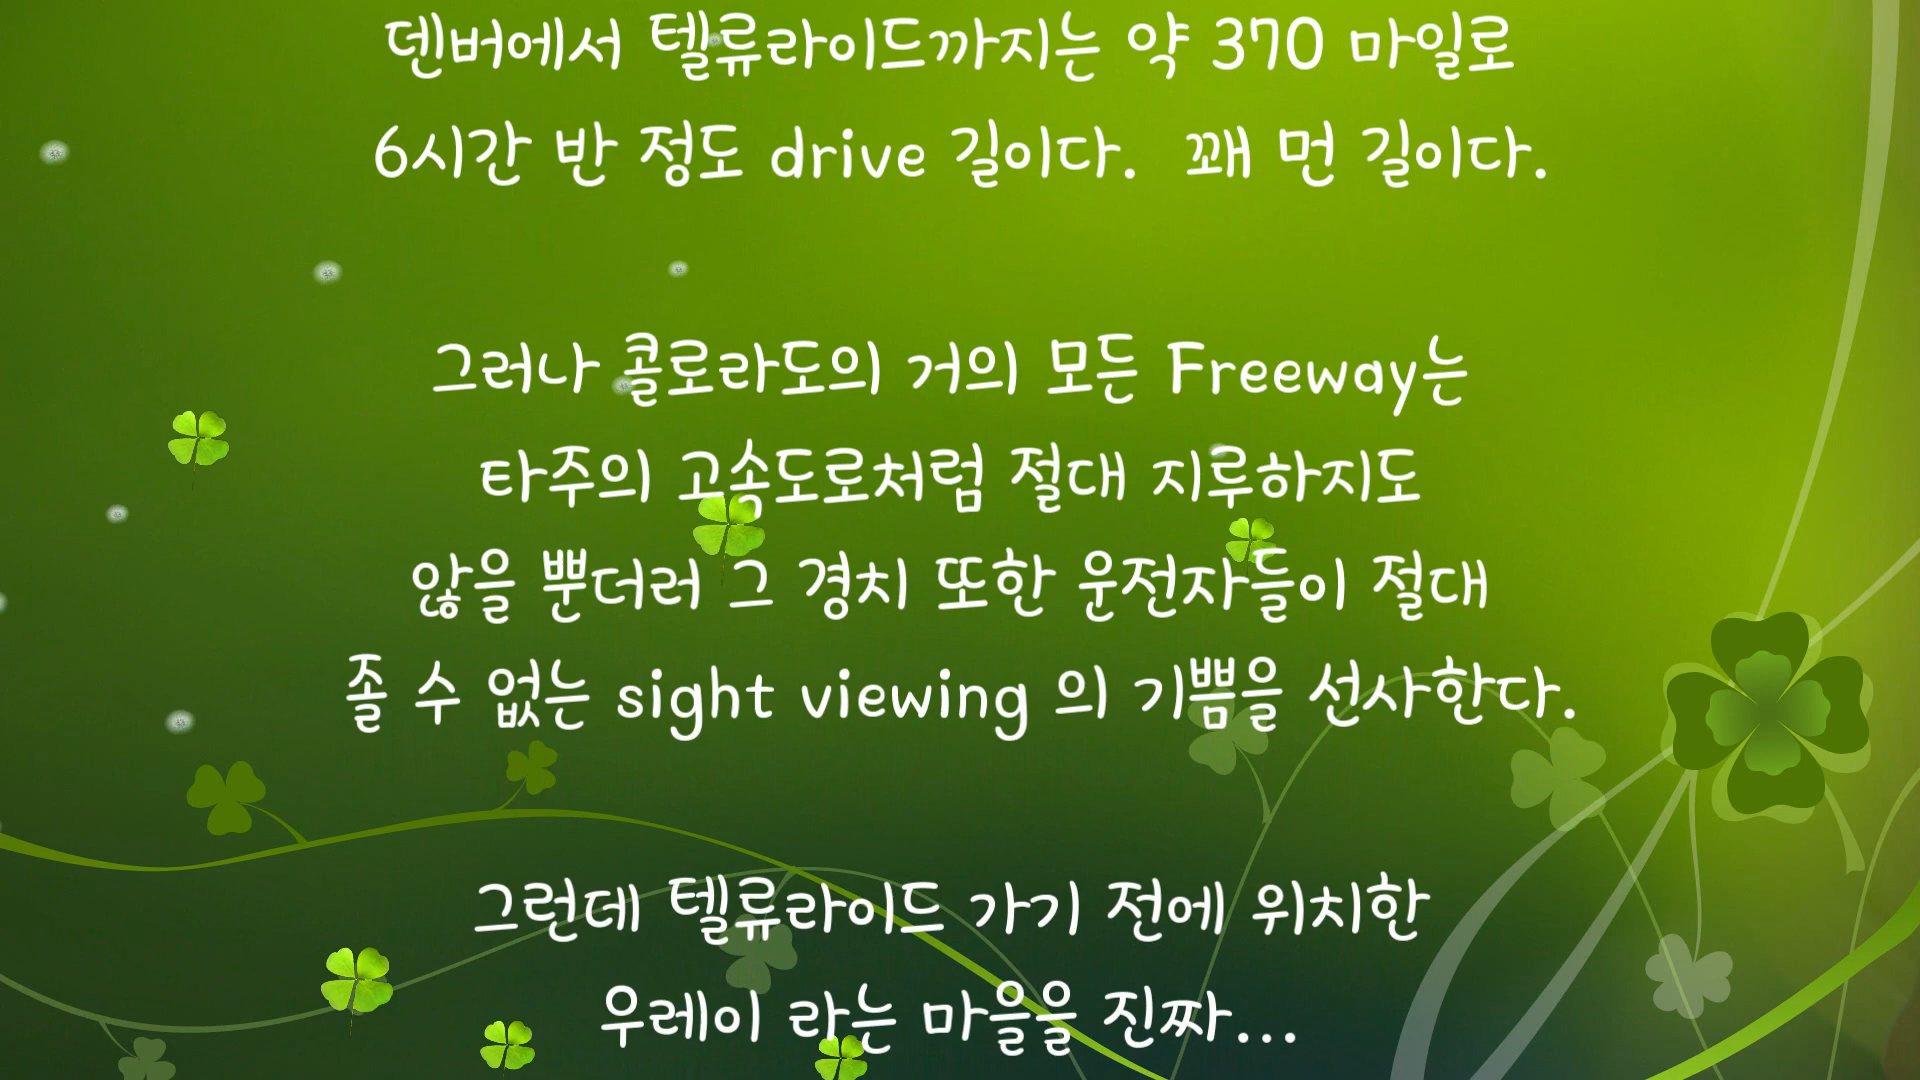 덴버에서 텔류라이드까지는 약 370 마일로
6시간 반 정도 drive 길이다. 꽤 먼 길이다.
그러나 콜로라도의 거의 모든 Freeway는
타주의 고속도로처럼 절대 지루하지도
않을 뿐더러 그 경치 또한 운전자들이 절대
졸 수 없는 sight viewing 의 기쁨을 선사한다.
그런데 텔류라이드 가기 전에 위치한
우레이 라는 마을을 진짜...